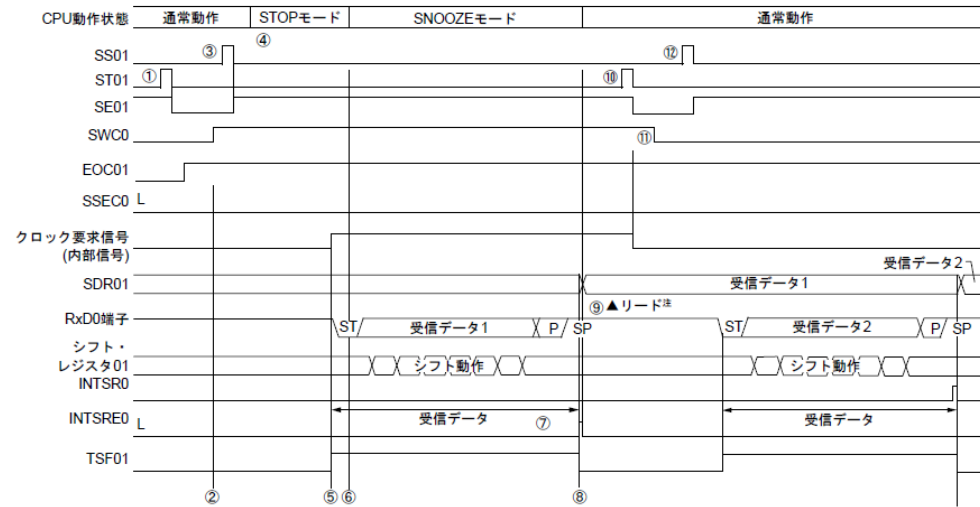 CPU動作状態 通常動作 STOPモード SNOOZEモード 通常動作
④
SS01 ③ ⑫
ST01 ① ⑩
SE01
SWC0 ⑪
EOC01
SSEC0 L
クロック要求信号
(内部信号)
受信データ2
SDR01 受信データ1
⑨▲リード注
RxD0端子 ST 受信データ1 P SP ST 受信データ2 P SP
シフト・
レジスタ01 シフト動作 シフト動作
INTSR0
INTSRE0 L 受信データ ⑦ 受信データ
TSF01
② ⑤ ⑥ ⑧